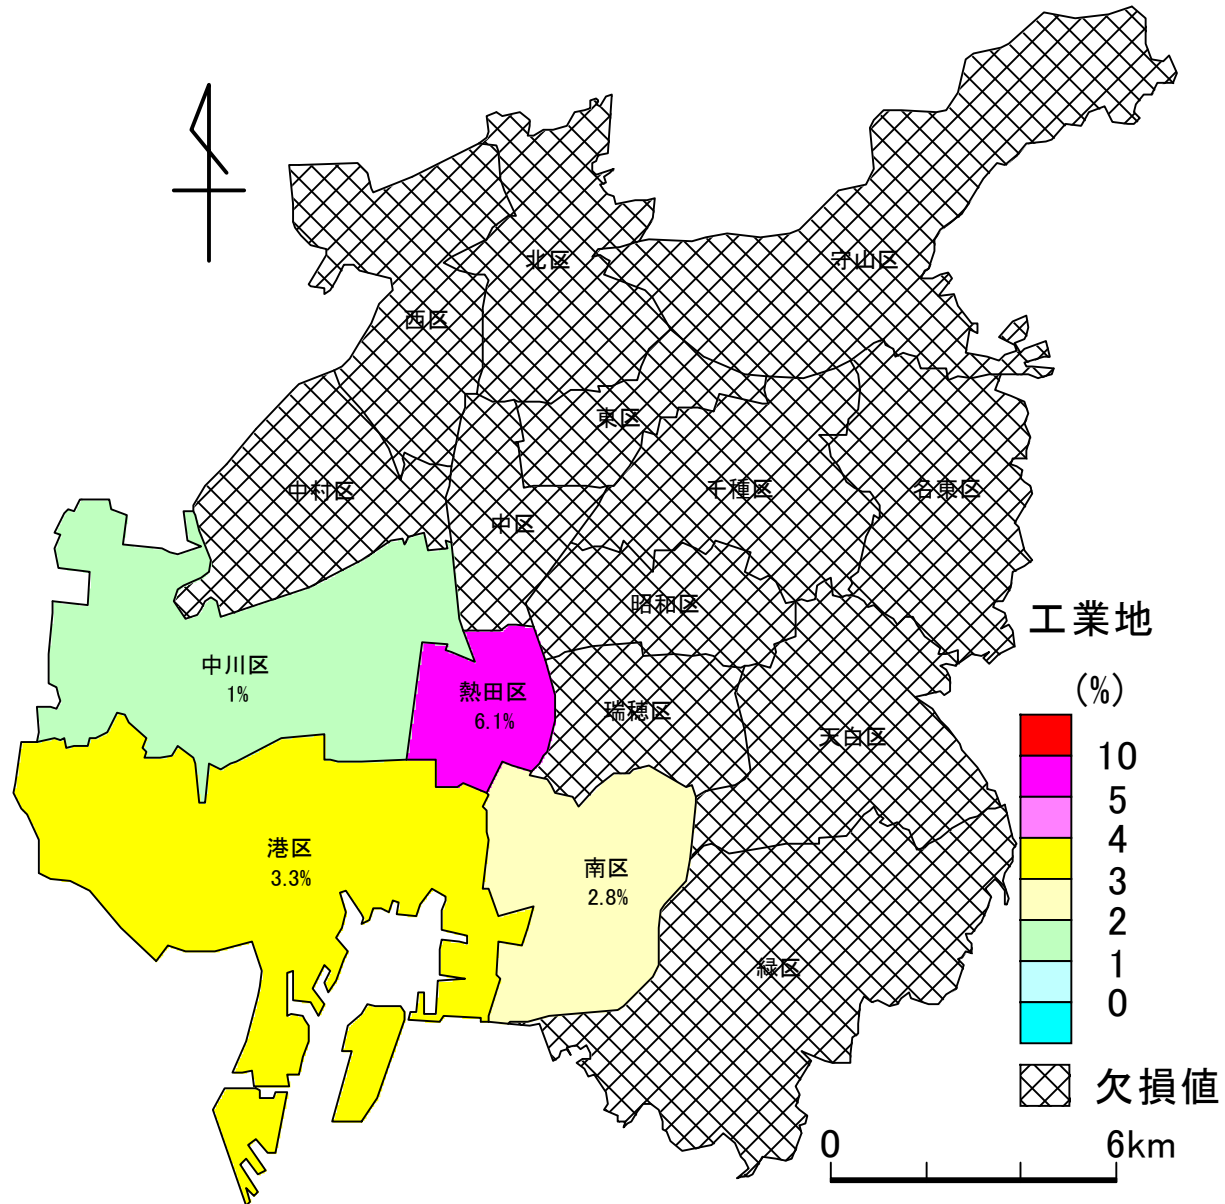 北区
守山区
西区
東区
中村区
中区
千種区
名東区
昭和区
中川区
1%
熱田区
6.1%
瑞穂区
天白区
港区
3.3%
南区
2.8%
緑区
工業地
(%)
10
5
4
3
2
1
0
欠損値
0 6km